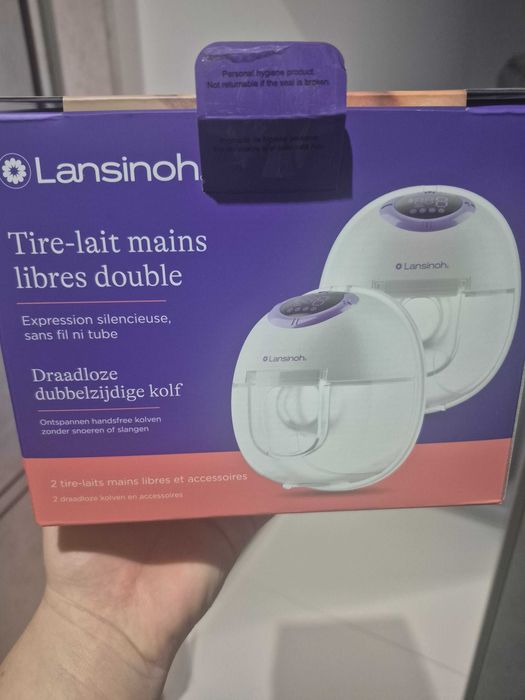 Personal hygiene product.
Not returnable if the seal is broken.
Lansinoh
Tire-lait mains
libres double
Expression silencieuse,
sans fil ni tube
Draadloze
dubbelzijdige kolf
Ontspannen handsfree kolven
zonder snoeren of slangen
Lansinoh
Lansinoh
2 tire-laits mains libres et accessoires
2 draadloze kolven en accessoires